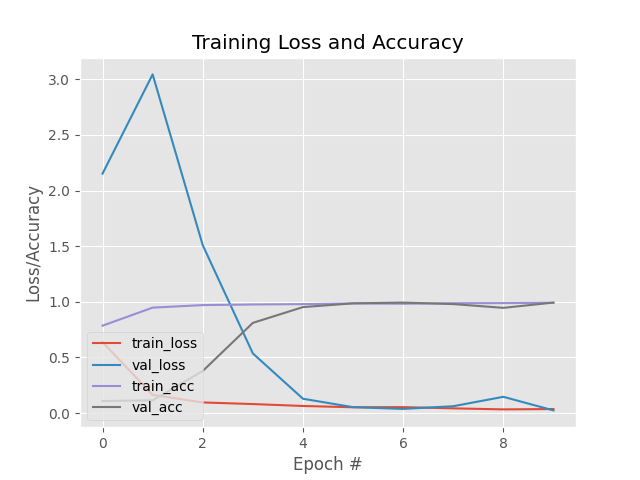 Training Loss and Accuracy
3.0
2.5
2.0
1.5
1.0
0.5
0.0
Loss/Accuracy
train_loss
val_loss
train_acc
val_acc
0 2 4 6 8
Epoch #